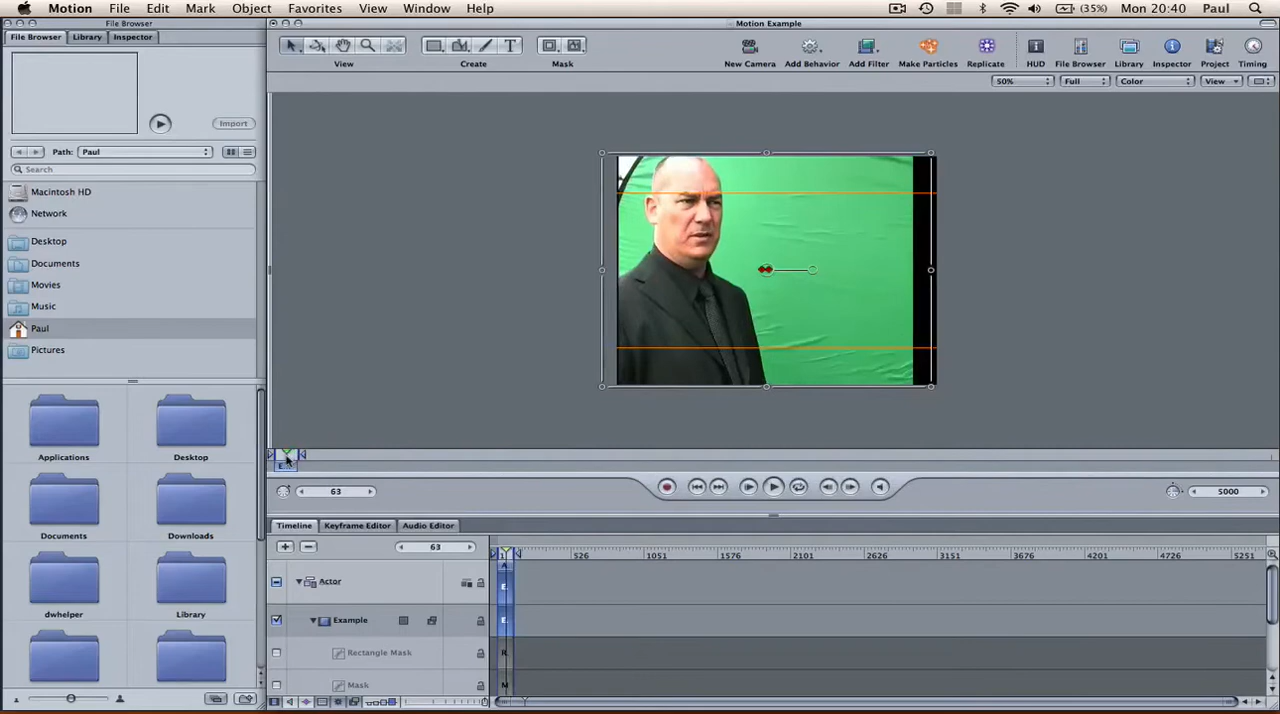 Motion File Edit Mark Object Favorites View Window Help (35%) Mon 20:40 Paul
File Browser
Motion Example
File Browser Library Inspector
View Create Mask New Camera Add Behavior Add Filter Make Particles Replicate HUD File Browser Library Inspector Project Timing
T
50% Full Color View
Import
Path: Paul
Search
Macintosh HD
Network
Desktop
Documents
Movies
Music
Paul
Pictures
Applications Desktop
Documents Downloads
dwhelper Library
E
63 5000
Timeline Keyframe Editor Audio Editor
63 1 526 1051 1576 2101 2626 3151 3676 4201 4726 5251
A
Actor E
Example E
Rectangle Mask R
Mask M